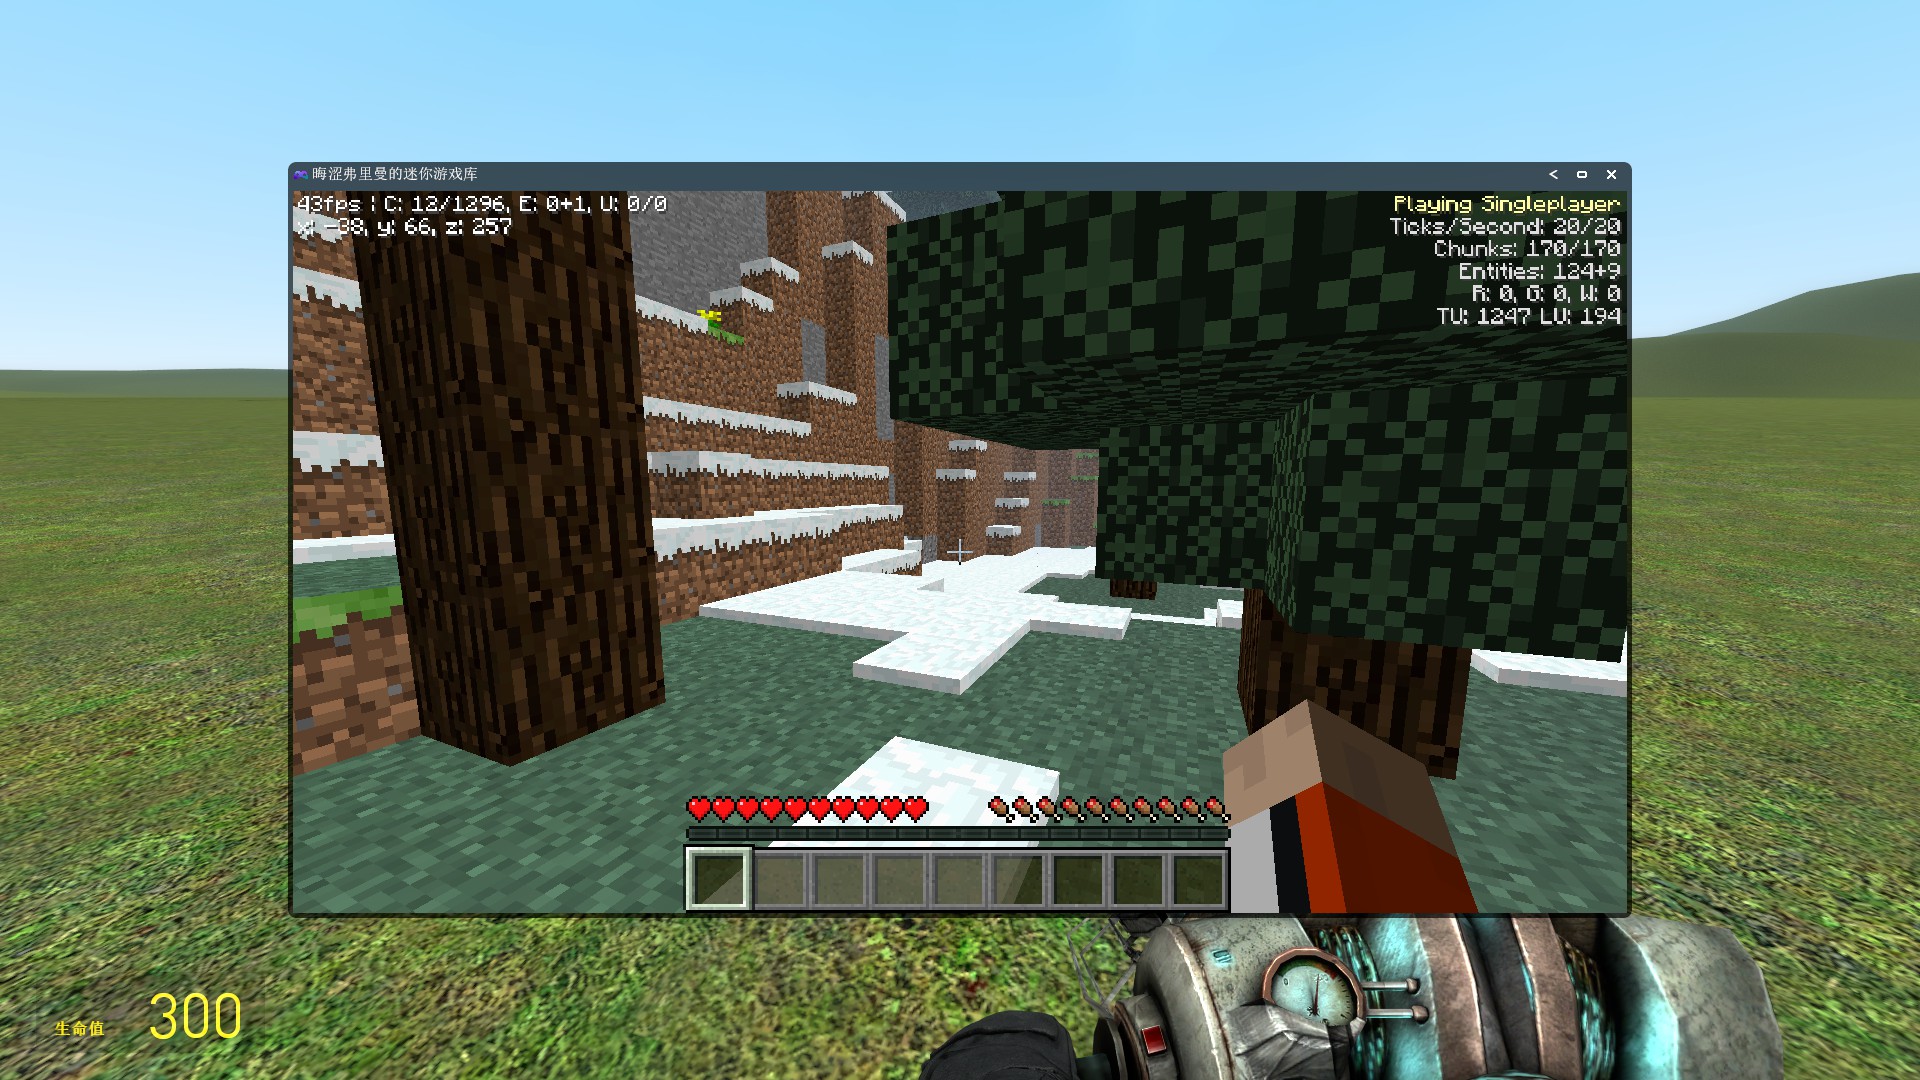 晦涩弗里曼的迷你游戏库
43fps | C: 12/1296, E: 0+1, U: 0/0
x: -38, y: 66, z: 257
Playing Singleplayer
Ticks/Second: 20/20
Chunks: 170/170
Entities: 124+9
R: 0, G: 0, W: 0
TU: 1247 LU: 194
生命值 300